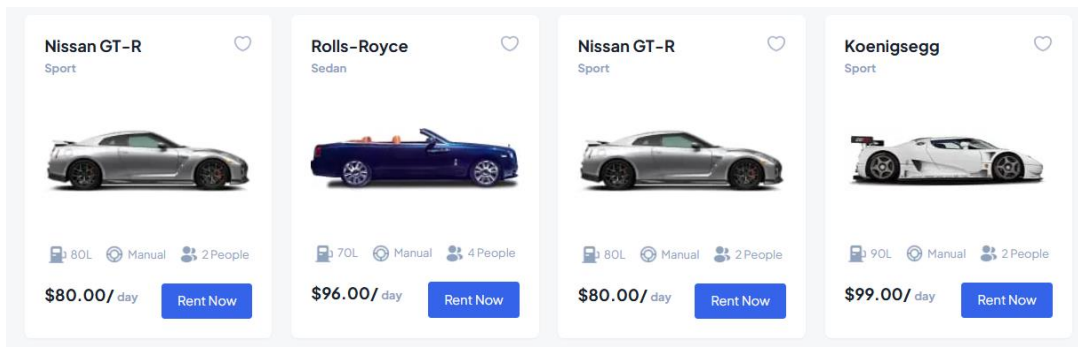 Nissan GT-R
Sport
80L Manual 2 People
$80.00/ day Rent Now
Rolls-Royce
Sedan
70L Manual 4 People
$96.00/ day Rent Now
Nissan GT-R
Sport
80L Manual 2 People
$80.00/ day Rent Now
Koenigsegg
Sport
90L Manual 2 People
$99.00/ day Rent Now